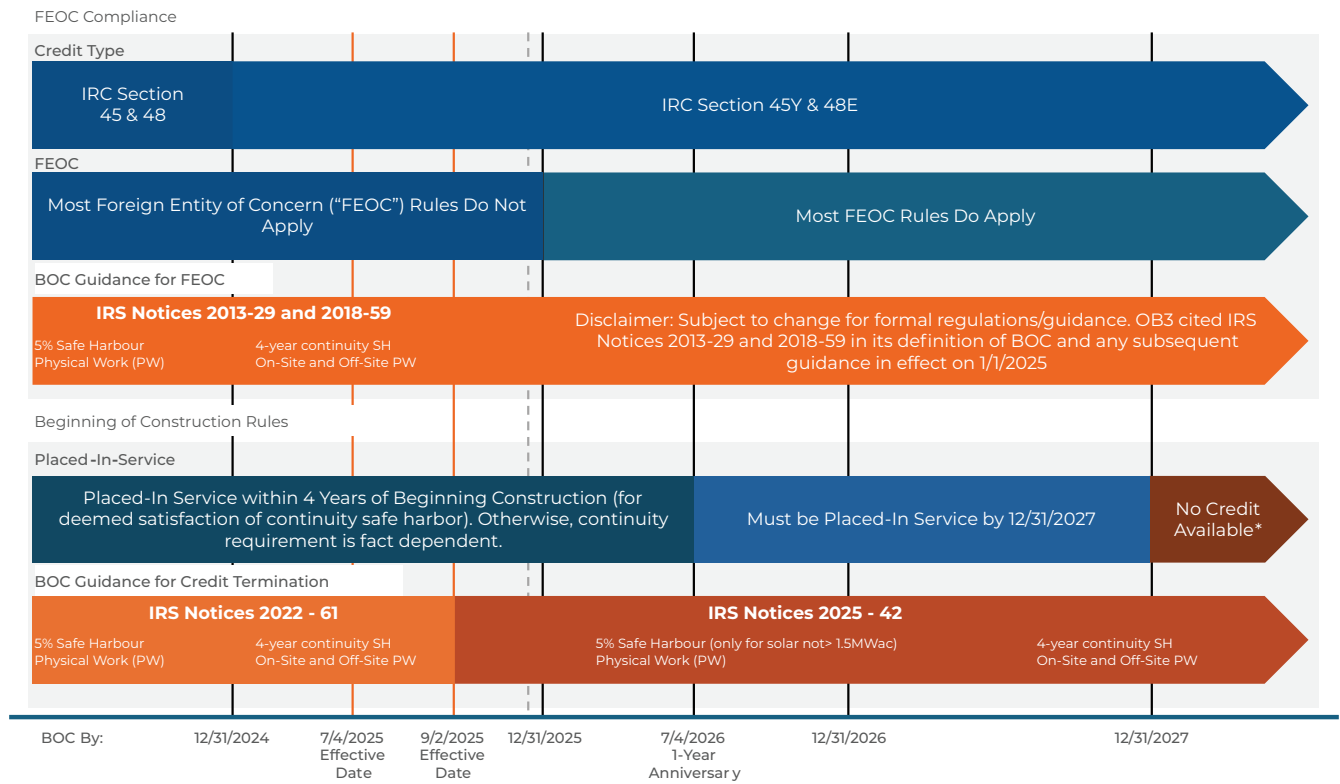 FEOC Compliance
Credit Type
IRC Section
45 & 48
IRC Section 45Y & 48E
FEOC
Most Foreign Entity of Concern (“FEOC”) Rules Do Not
Apply
Most FEOC Rules Do Apply
BOC Guidance for FEOC
IRS Notices 2013-29 and 2018-59
5% Safe Harbour
Physical Work (PW)
4-year continuity SH
On-Site and Off-Site PW
Disclaimer: Subject to change for formal regulations/guidance. OB3 cited IRS
Notices 2013-29 and 2018-59 in its definition of BOC and any subsequent
guidance in effect on 1/1/2025
Beginning of Construction Rules
Placed-In-Service
Placed-In Service within 4 Years of Beginning Construction (for
deemed satisfaction of continuity safe harbor). Otherwise, continuity
requirement is fact dependent.
Must be Placed-In Service by 12/31/2027
No Credit
Available*
BOC Guidance for Credit Termination
IRS Notices 2022 - 61
5% Safe Harbour
Physical Work (PW)
4-year continuity SH
On-Site and Off-Site PW
IRS Notices 2025 - 42
5% Safe Harbour (only for solar not> 1.5MWac)
Physical Work (PW)
4-year continuity SH
On-Site and Off-Site PW
BOC By:
12/31/2024
7/4/2025
Effective
Date
9/2/2025
Effective
Date
12/31/2025
7/4/2026
1-Year
Anniversary
12/31/2026
12/31/2027